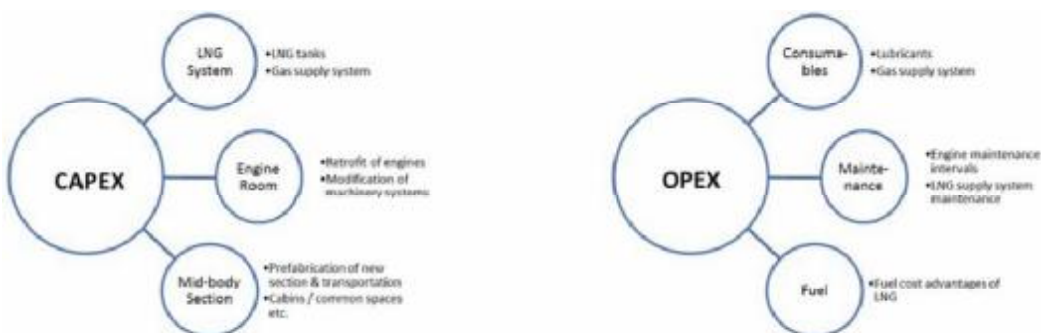 LNG
System
•LNG tanks
•Gas supply system
CAPEX
Engine
Room
•Retrofit of engines
•Modification of
machinery systems
Mid-body
Section
•Prefabrication of new
section & transportation
•Cabins / common spaces
etc.
Consuma-
bles
•Lubricants
•Gas supply system
OPEX
Mainte-
nance
•Engine maintenance
intervals
•LNG supply system
maintenance
Fuel
•Fuel cost advantages of
LNG